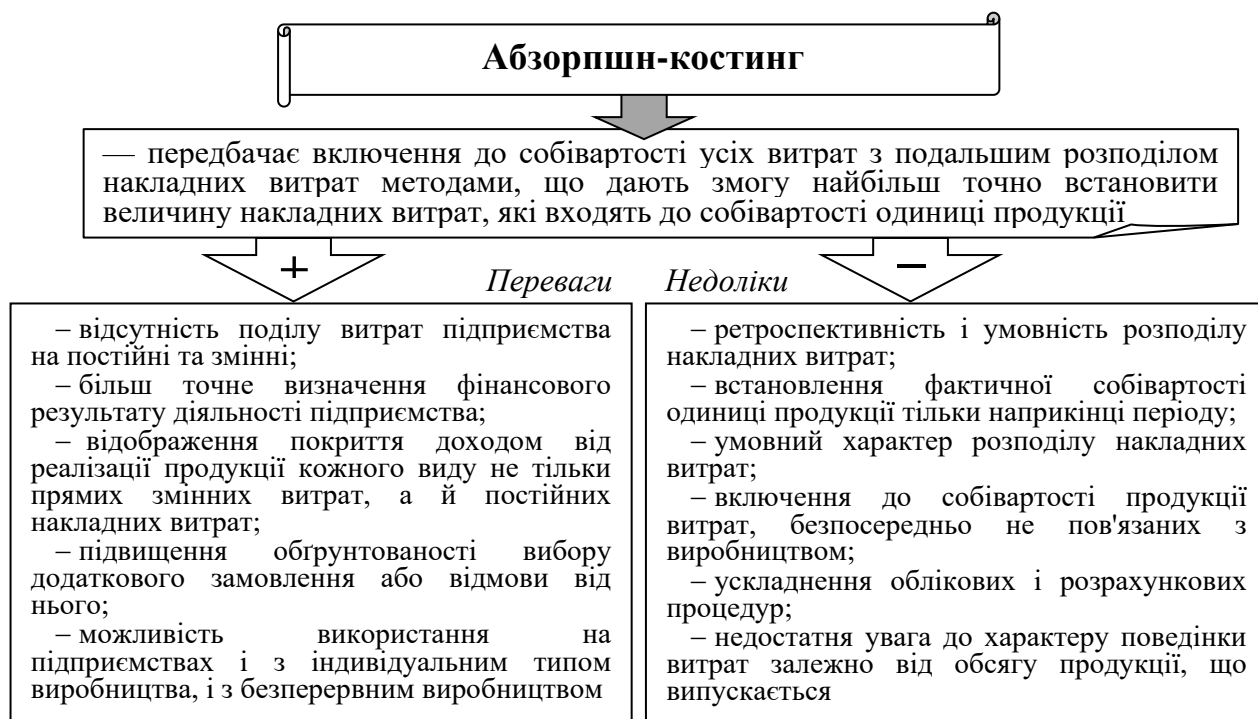 Абзорпшн-костинг
— передбачає включення до собівартості усіх витрат з подальшим розподілом
накладних витрат методами, що дають змогу найбільш точно встановити
величину накладних витрат, які входять до собівартості одиниці продукції
+
Переваги
– відсутність поділу витрат підприємства
на постійні та змінні;
– більш точне визначення фінансового
результату діяльності підприємства;
– відображення покриття доходом від
реалізації продукції кожного виду не тільки
прямих змінних витрат, а й постійних
накладних витрат;
– підвищення обґрунтованості вибору
додаткового замовлення або відмови від
нього;
– можливість використання на
підприємствах і з індивідуальним типом
виробництва, і з безперервним виробництвом
–
Недоліки
– ретроспективність і умовність розподілу
накладних витрат;
– встановлення фактичної собівартості
одиниці продукції тільки наприкінці періоду;
– умовний характер розподілу накладних
витрат;
– включення до собівартості продукції
витрат, безпосередньо не пов'язаних з
виробництвом;
– ускладнення облікових і розрахункових
процедур;
– недостатня увага до характеру поведінки
витрат залежно від обсягу продукції, що
випускається